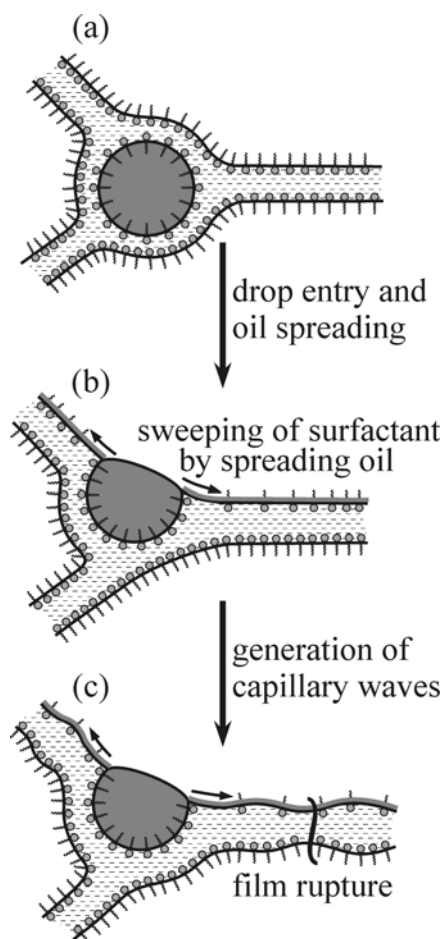 (a)
drop entry and
oil spreading
(b)
sweeping of surfactant
by spreading oil
generation of
capillary waves
(c)
film rupture